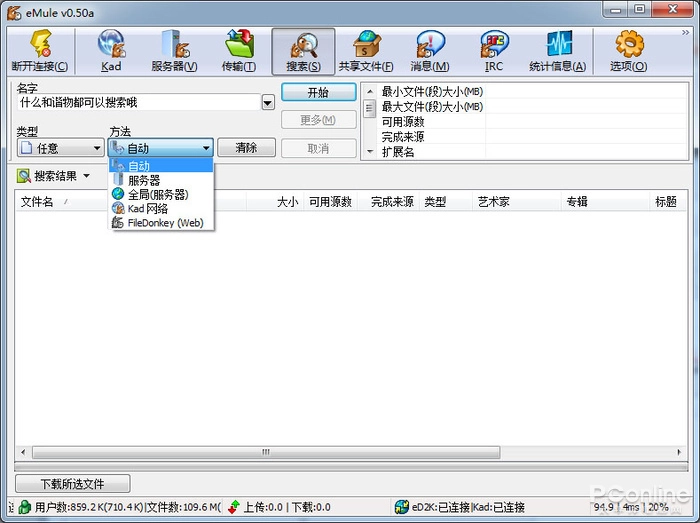 eMule v0.50a
断开连接(C)
Kad
服务器(V)
传输(T)
搜索(S)
共享文件(F)
消息(M)
IRC
统计信息(A)
选项(O)
名字
什么和谐物都可以搜索哦
开始
更多(M)
取消
最小文件(段)大小(MB)
最大文件(段)大小(MB)
可用源数
完成来源
扩展名
类型
方法
任意
自动
清除
自动
服务器
全局(服务器)
Kad 网络
FileDonkey (Web)
搜索结果
文件名 / 大小 可用源数 完成来源 类型 艺术家 专辑 标题
下载所选文件
用户数:859.2 K(710.4 K)|文件数:109.6 M( 上传:0.0 | 下载:0.0 eD2K:已连接|Kad:已连接 94.9 | 4ms | 20%
PConline